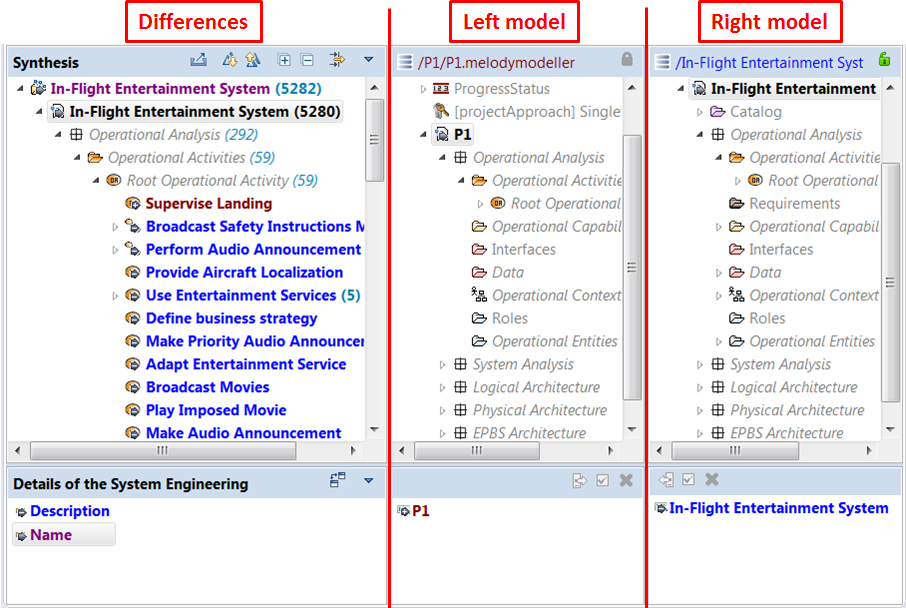 Differences
Left model
Right model
Synthesis
In-Flight Entertainment System (5282)
In-Flight Entertainment System (5280)
Operational Analysis (292)
Operational Activities (59)
Root Operational Activity (59)
Supervise Landing
Broadcast Safety Instructions M
Perform Audio Announcement
Provide Aircraft Localization
Use Entertainment Services (5)
Define business strategy
Make Priority Audio Announcer
Adapt Entertainment Service
Broadcast Movies
Play Imposed Movie
Make Audio Announcement
/P1/P1.melodymodeller
123 ProgressStatus
[projectApproach] Single
P1
Operational Analysis
OA Operational Activitie
OA Root Operational
Operational Capabil
Interfaces
Data
Operational Context
Roles
Operational Entities
System Analysis
Logical Architecture
Physical Architecture
EPBS Architecture
/In-Flight Entertainment Syst
In-Flight Entertainment
Catalog
Operational Analysis
Operational Activitie
Root Operational
Requirements
Operational Capabil
Interfaces
Data
Operational Context
Roles
Operational Entities
System Analysis
Logical Architecture
Physical Architecture
EPBS Architecture
Details of the System Engineering
Description
Name
P1
In-Flight Entertainment System